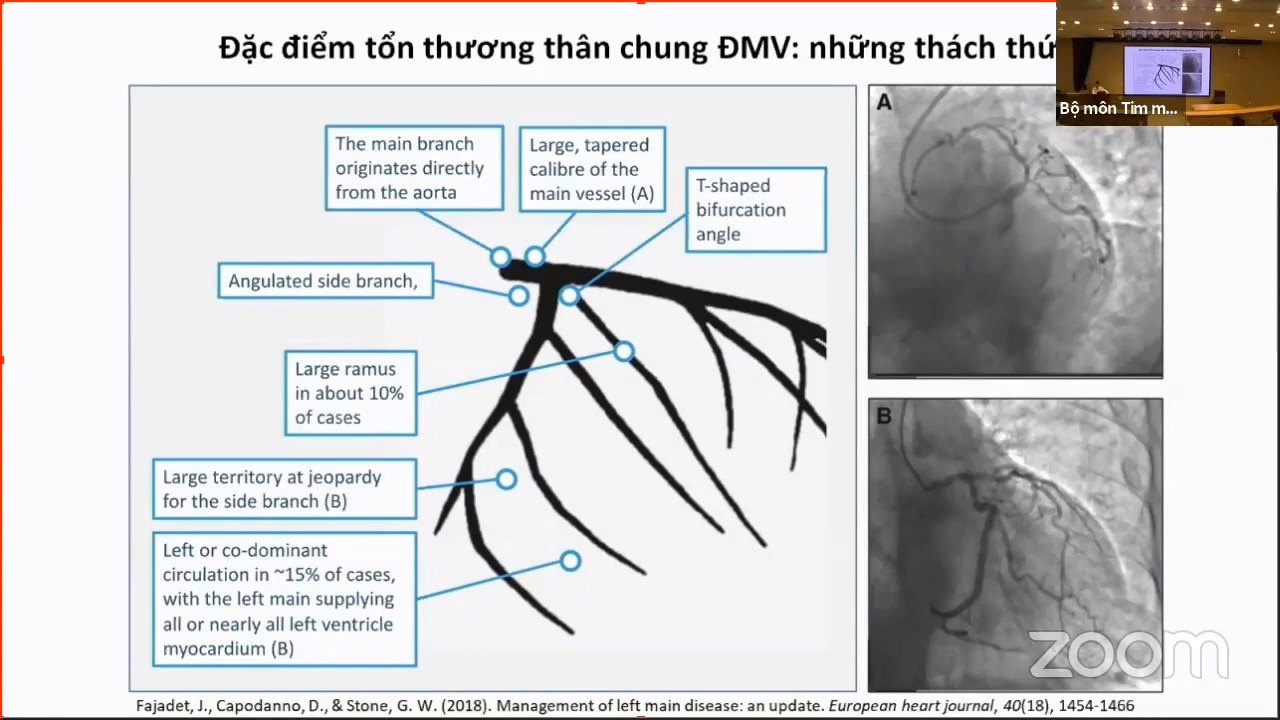 Đặc điểm tổn thương thân chung ĐMV: những thách thứ
Bộ môn Tim m...
The main branch
originates directly
from the aorta
Large, tapered
calibre of the
main vessel (A)
T-shaped
bifurcation
angle
Angulated side branch,
Large ramus
in about 10%
of cases
Large territory at jeopardy
for the side branch (B)
Left or co-dominant
circulation in ~15% of cases,
with the left main supplying
all or nearly all left ventricle
myocardium (B)
A
B
zoom
Fajadet, J., Capodanno, D., & Stone, G. W. (2018). Management of left main disease: an update. European heart journal, 40(18), 1454-1466